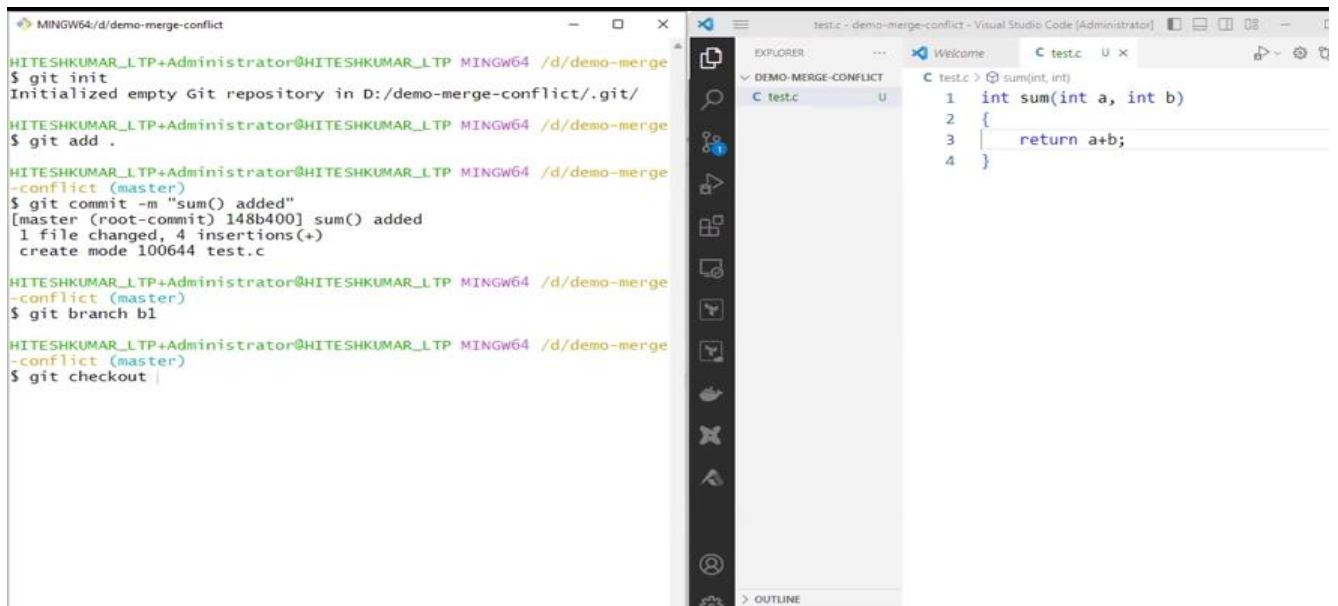 MINGW64:/d/demo-merge-conflict
HITESHKUMAR_LTP+Administrator@HITESHKUMAR_LTP MINGW64 /d/demo-merge
$ git init
Initialized empty Git repository in D:/demo-merge-conflict/.git/
HITESHKUMAR_LTP+Administrator@HITESHKUMAR_LTP MINGW64 /d/demo-merge
$ git add .
HITESHKUMAR_LTP+Administrator@HITESHKUMAR_LTP MINGW64 /d/demo-merge
-conflict (master)
$ git commit -m "sum() added"
[master (root-commit) 148b400] sum() added
1 file changed, 4 insertions(+)
create mode 100644 test.c
HITESHKUMAR_LTP+Administrator@HITESHKUMAR_LTP MINGW64 /d/demo-merge
-conflict (master)
$ git branch b1
HITESHKUMAR_LTP+Administrator@HITESHKUMAR_LTP MINGW64 /d/demo-merge
-conflict (master)
$ git checkout
test.c - demo-merge-conflict - Visual Studio Code [Administrator]
EXPLORER
DEMO-MERGE-CONFLICT
C test.c U
1
OUTLINE
Welcome
C test.c U
C test.c > sum(int, int)
1 int sum(int a, int b)
2 {
3 return a+b;
4 }